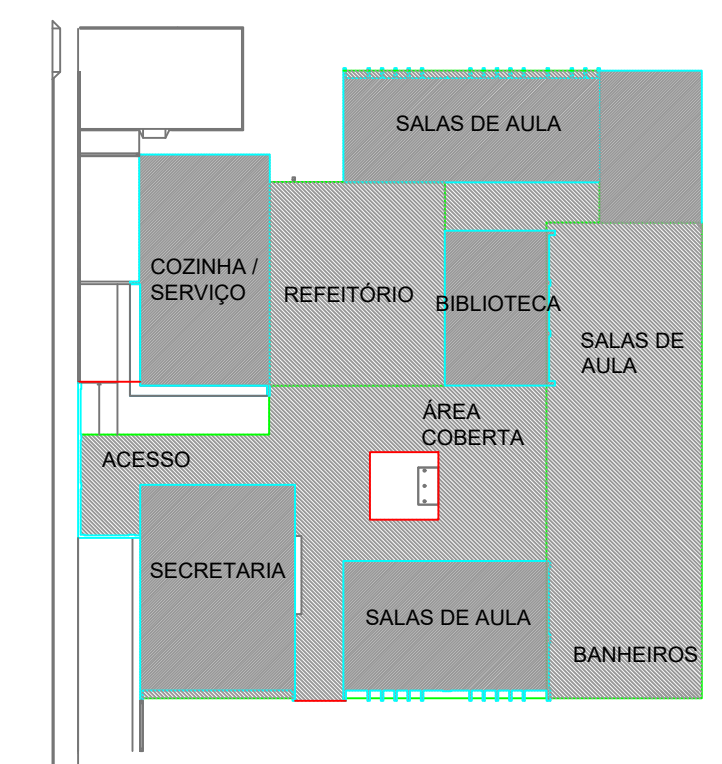 SALAS DE AULA
COZINHA /
SERVIÇO
REFEITÓRIO
BIBLIOTECA
SALAS DE
AULA
ÁREA
COBERTA
ACESSO
SECRETARIA
SALAS DE AULA
BANHEIROS